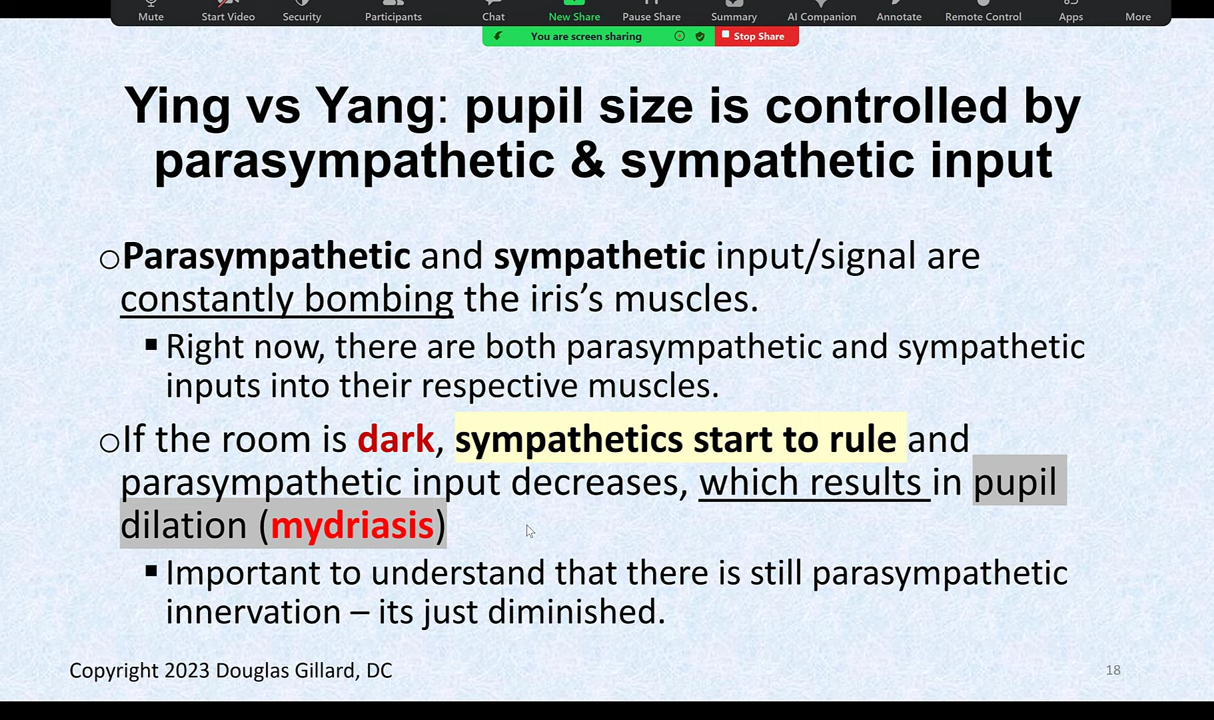 Mute Start Video Security Participants Chat New Share Pause Share Summary AI Companion Annotate Remote Control Apps More
You are screen sharing Stop Share
Ying vs Yang: pupil size is controlled by
parasympathetic & sympathetic input
Parasympathetic and sympathetic input/signal are
constantly bombing the iris’s muscles.
Right now, there are both parasympathetic and sympathetic
inputs into their respective muscles.
If the room is dark, sympathetics start to rule and
parasympathetic input decreases, which results in pupil
dilation (mydriasis)
Important to understand that there is still parasympathetic
innervation – its just diminished.
Copyright 2023 Douglas Gillard, DC
18